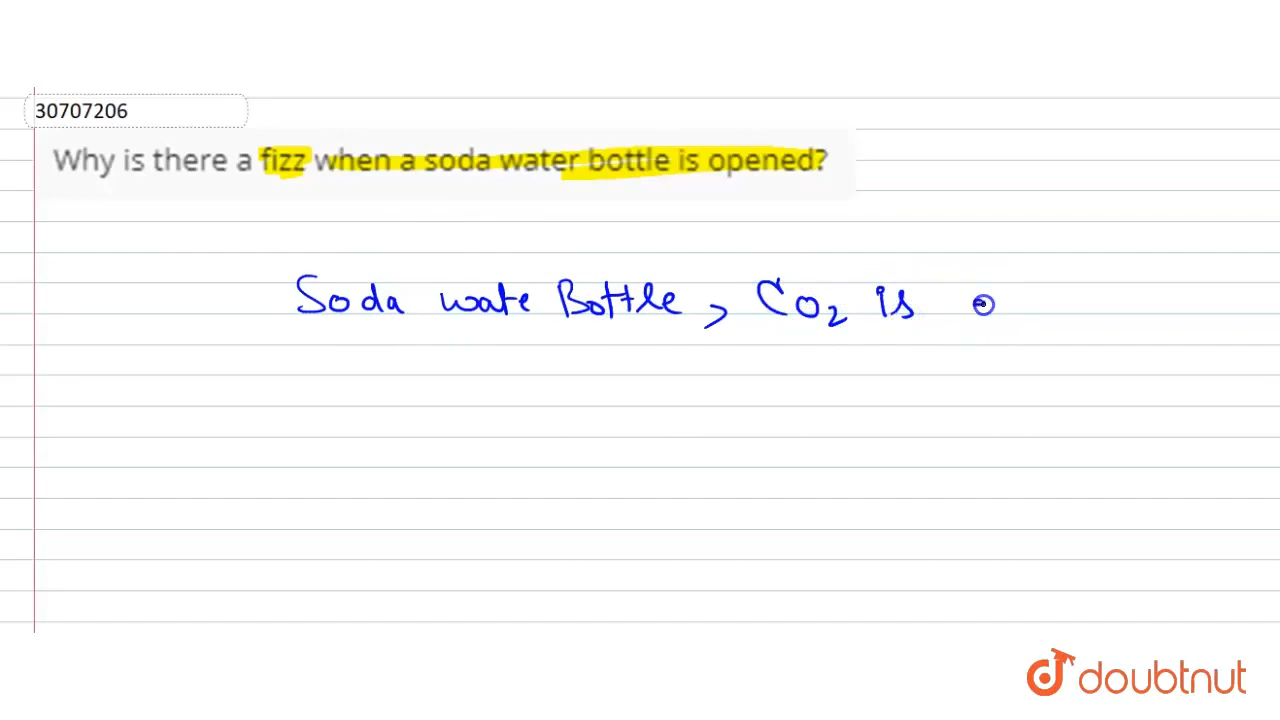 30707206
Why is there a fizz when a soda water bottle is opened?
Soda wate Bottle, CO2 is
doubtnut